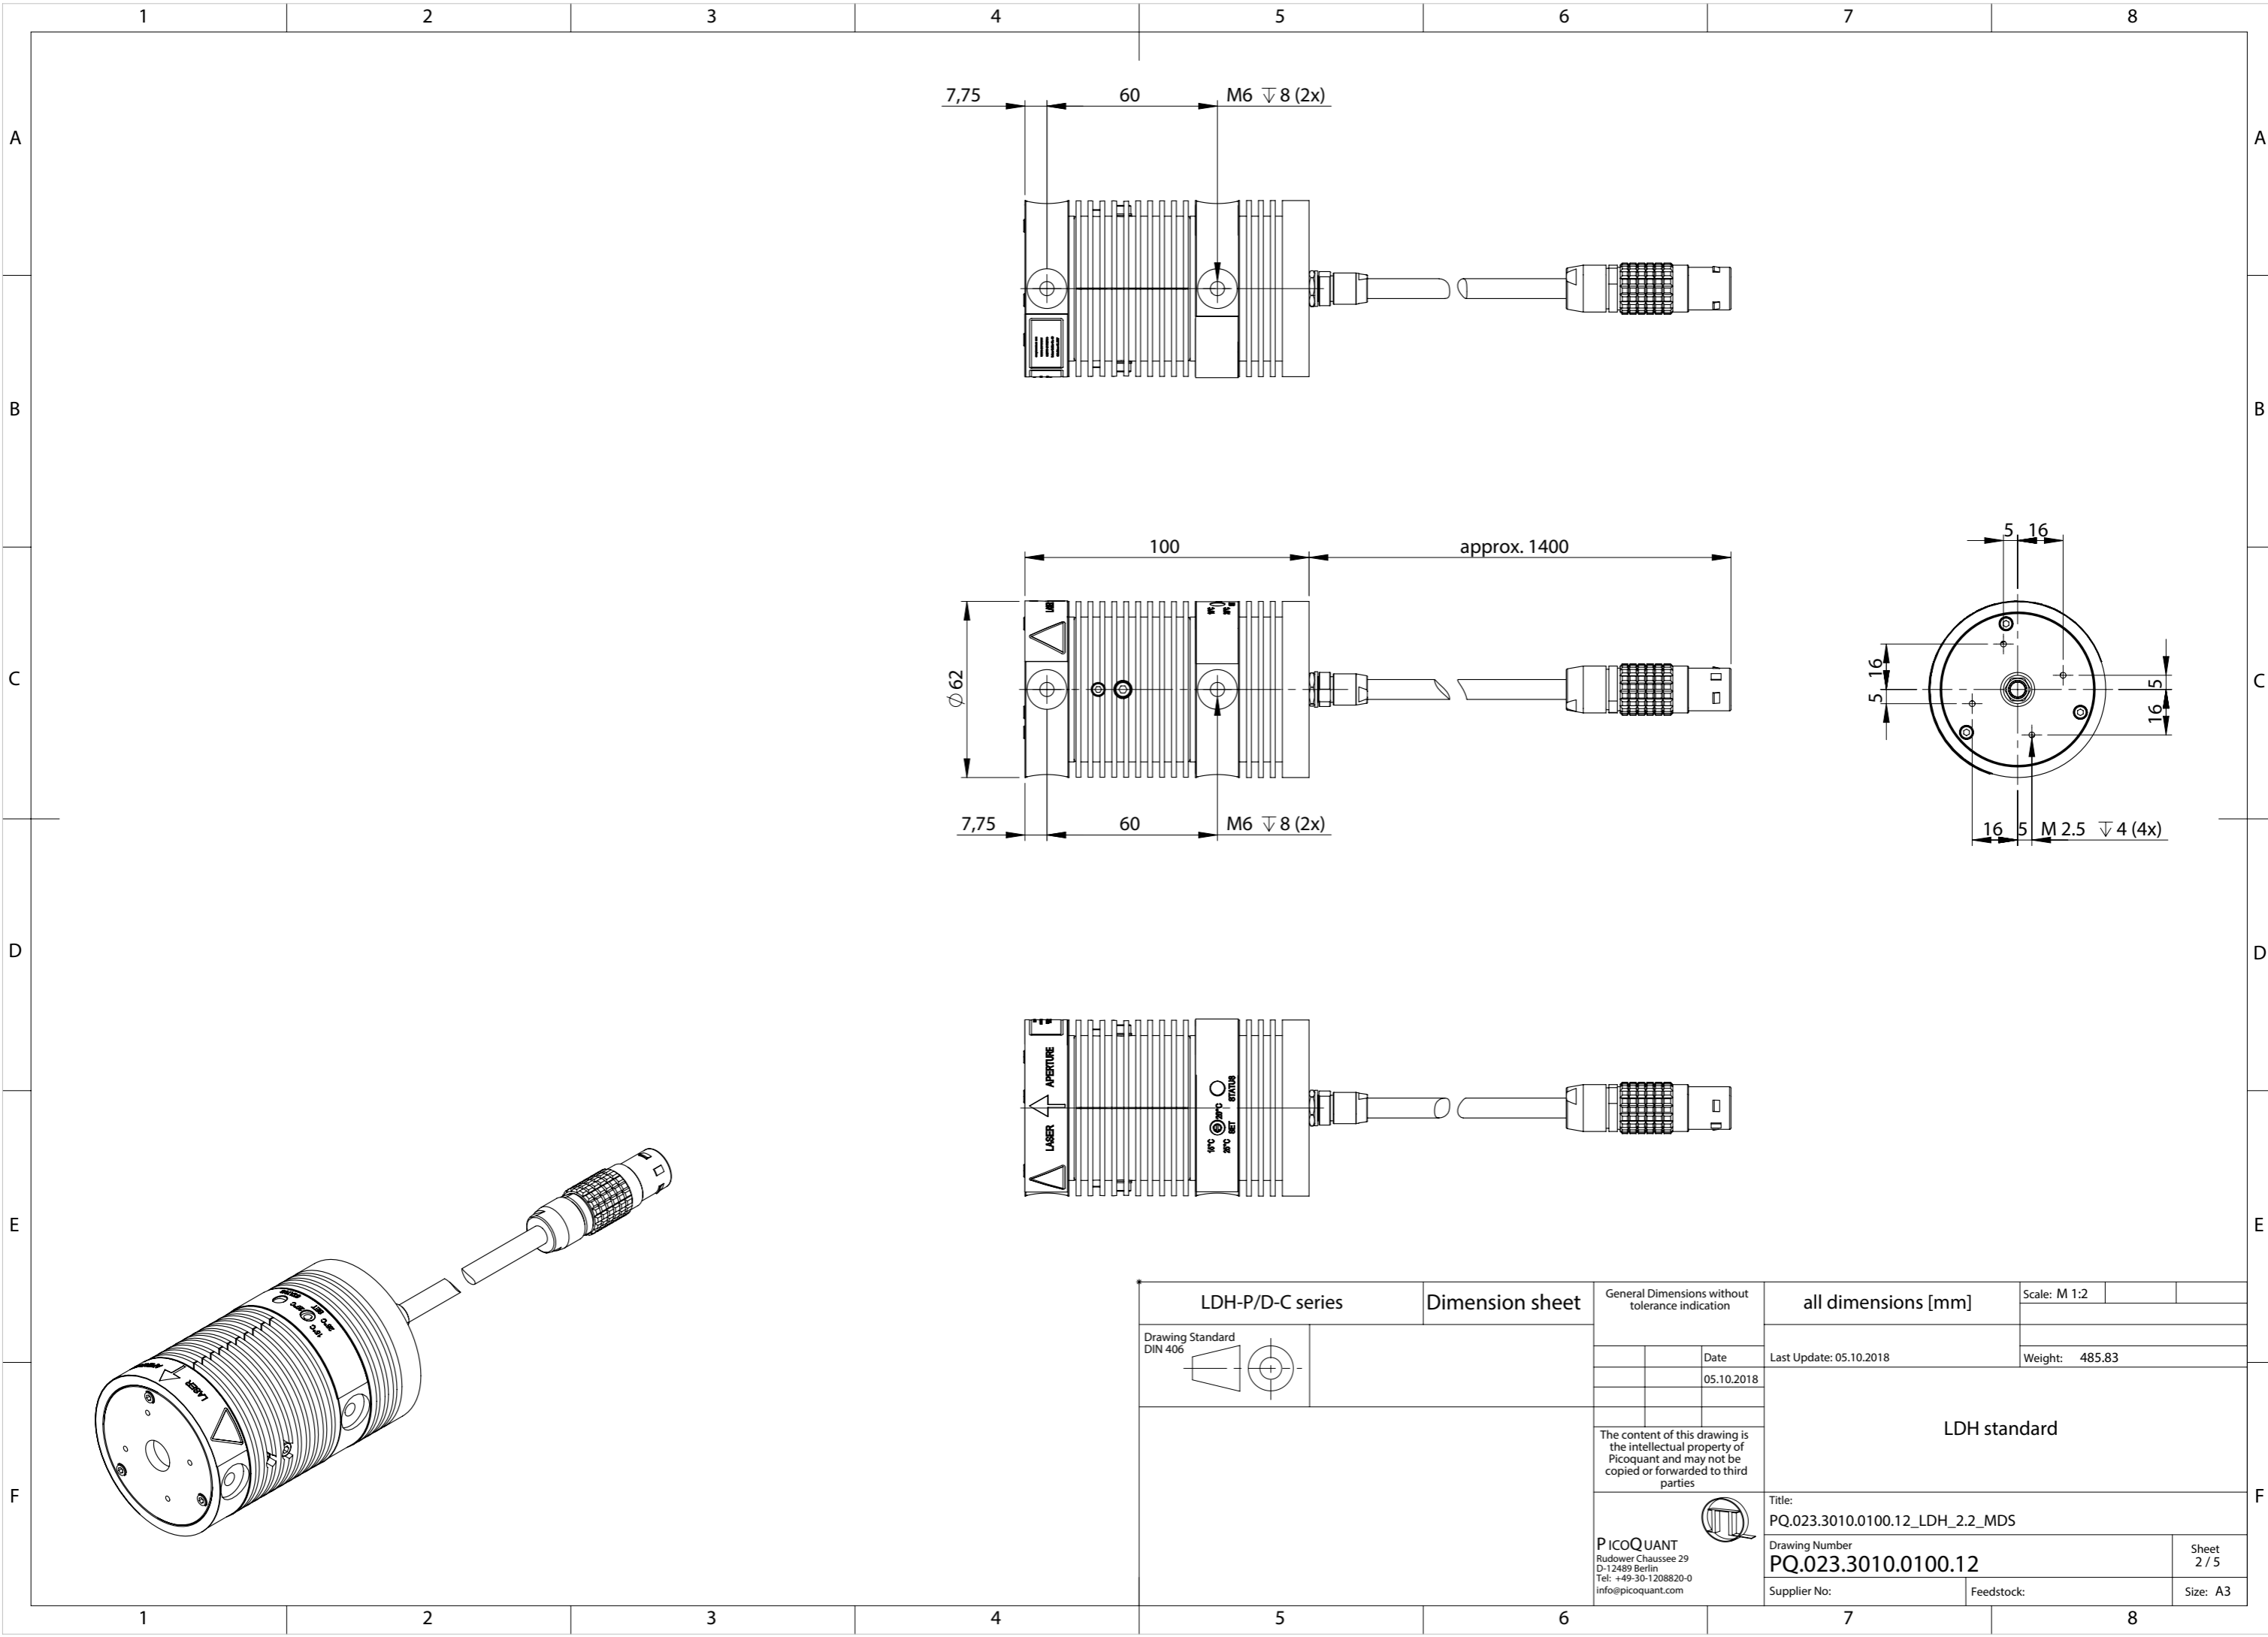 1 2 3 4 5 6 7 8
A A
B B
C C
D D
E E
F F
7,75 60 M6 ↧ 8 (2x)
100 approx. 1400
⌀ 62
LASER
7,75 60 M6 ↧ 8 (2x)
5 16
16
5
5
16
16 5 M 2.5 ↧ 4 (4x)
LASER APERTURE
STATUS
SET
LASER
LDH-P/D-C series
Dimension sheet
General Dimensions without
tolerance indication
all dimensions [mm]
Scale: M 1:2
Drawing Standard
DIN 406
Date
05.10.2018
Last Update: 05.10.2018
Weight: 485.83
The content of this drawing is
the intellectual property of
Picoquant and may not be
copied or forwarded to third
parties
LDH standard
PICOQUANT
Rudower Chaussee 29
D-12489 Berlin
Tel: +49-30-1208820-0
info@picoquant.com
Title:
PQ.023.3010.0100.12_LDH_2.2_MDS
Drawing Number
PQ.023.3010.0100.12
Sheet
2 / 5
Supplier No:
Feedstock:
Size: A3
1 2 3 4 5 6 7 8